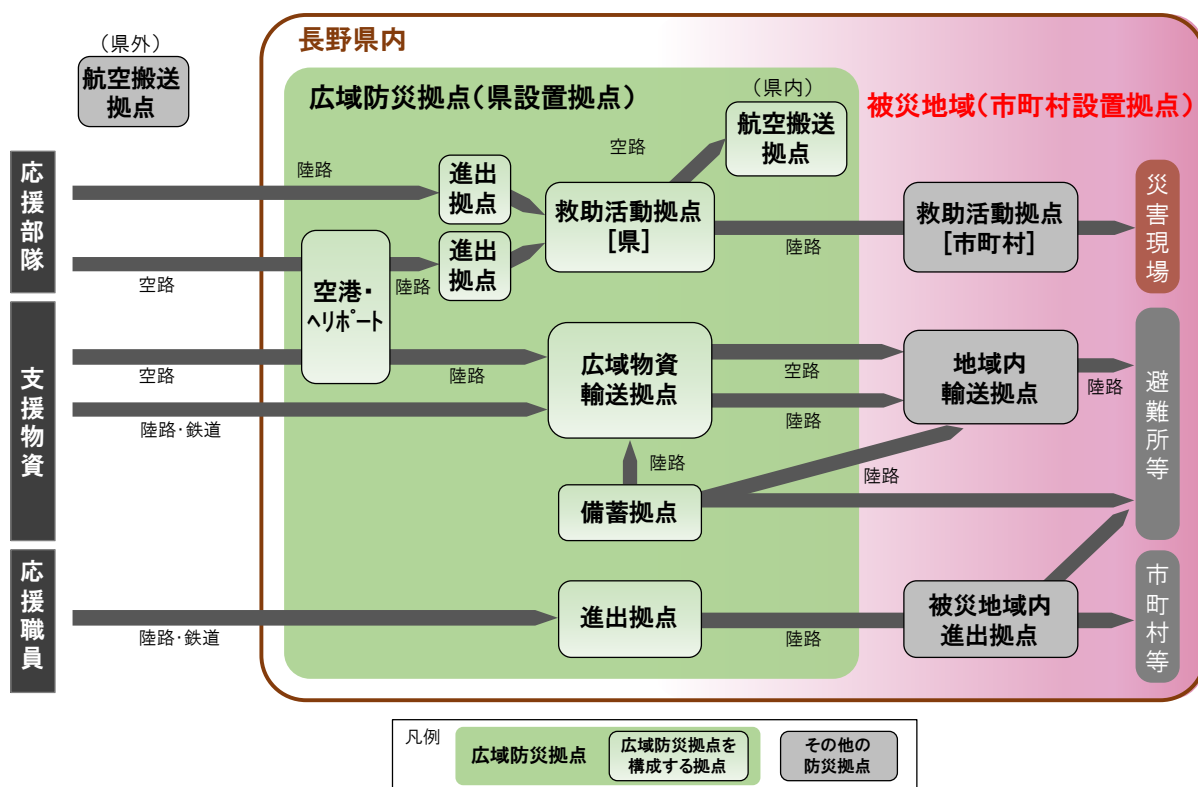 （県外）
航空搬送
拠点
長野県内
広域防災拠点（県設置拠点）
（県内）
航空搬送
拠点
被災地域（市町村設置拠点）
応援部隊
陸路
進出
拠点
空路
救助活動拠点
［県］
陸路
救助活動拠点
［市町村］
災害現場
空路
空港・
ﾍﾘﾎﾟｰﾄ
陸路
進出
拠点
支援物資
空路
陸路
広域物資
輸送拠点
空路
地域内
輸送拠点
陸路
避難所等
陸路・鉄道
陸路
陸路
備蓄拠点
陸路
応援職員
陸路・鉄道
進出拠点
陸路
被災地域内
進出拠点
市町村等
凡例
広域防災拠点
広域防災拠点を
構成する拠点
その他の
防災拠点